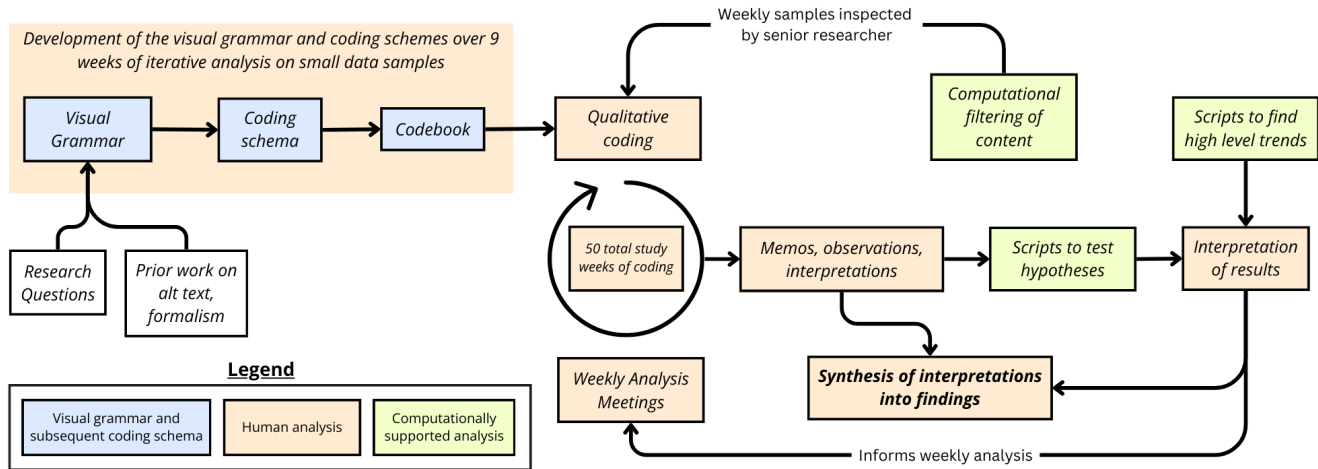 Development of the visual grammar and coding schemes over 9
weeks of iterative analysis on small data samples
Visual
Grammar
Coding
schema
Codebook
Research
Questions
Prior work on
alt text,
formalism
Qualitative
coding
Weekly samples inspected
by senior researcher
Computational
filtering of
content
Scripts to find
high level trends
50 total study
weeks of coding
Memos, observations,
interpretations
Scripts to test
hypotheses
Interpretation
of results
Weekly Analysis
Meetings
Synthesis of interpretations
into findings
Informs weekly analysis
Legend
Visual grammar and
subsequent coding schema
Human analysis
Computationally
supported analysis